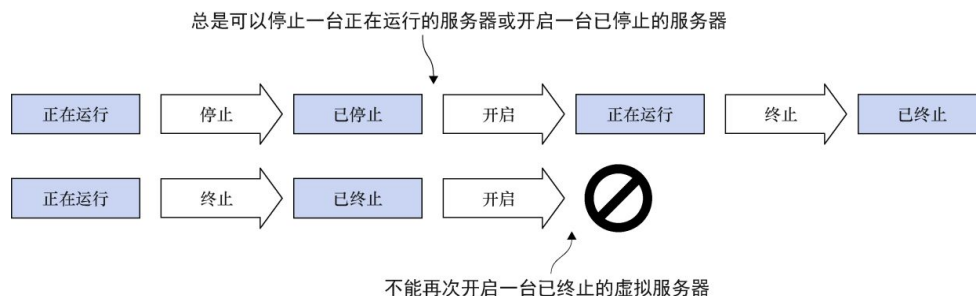 总是可以停止一台正在运行的服务器或开启一台已停止的服务器
正在运行 停止 已停止 开启 正在运行 终止 已终止
正在运行 终止 已终止 开启
不能再次开启一台已终止的虚拟服务器